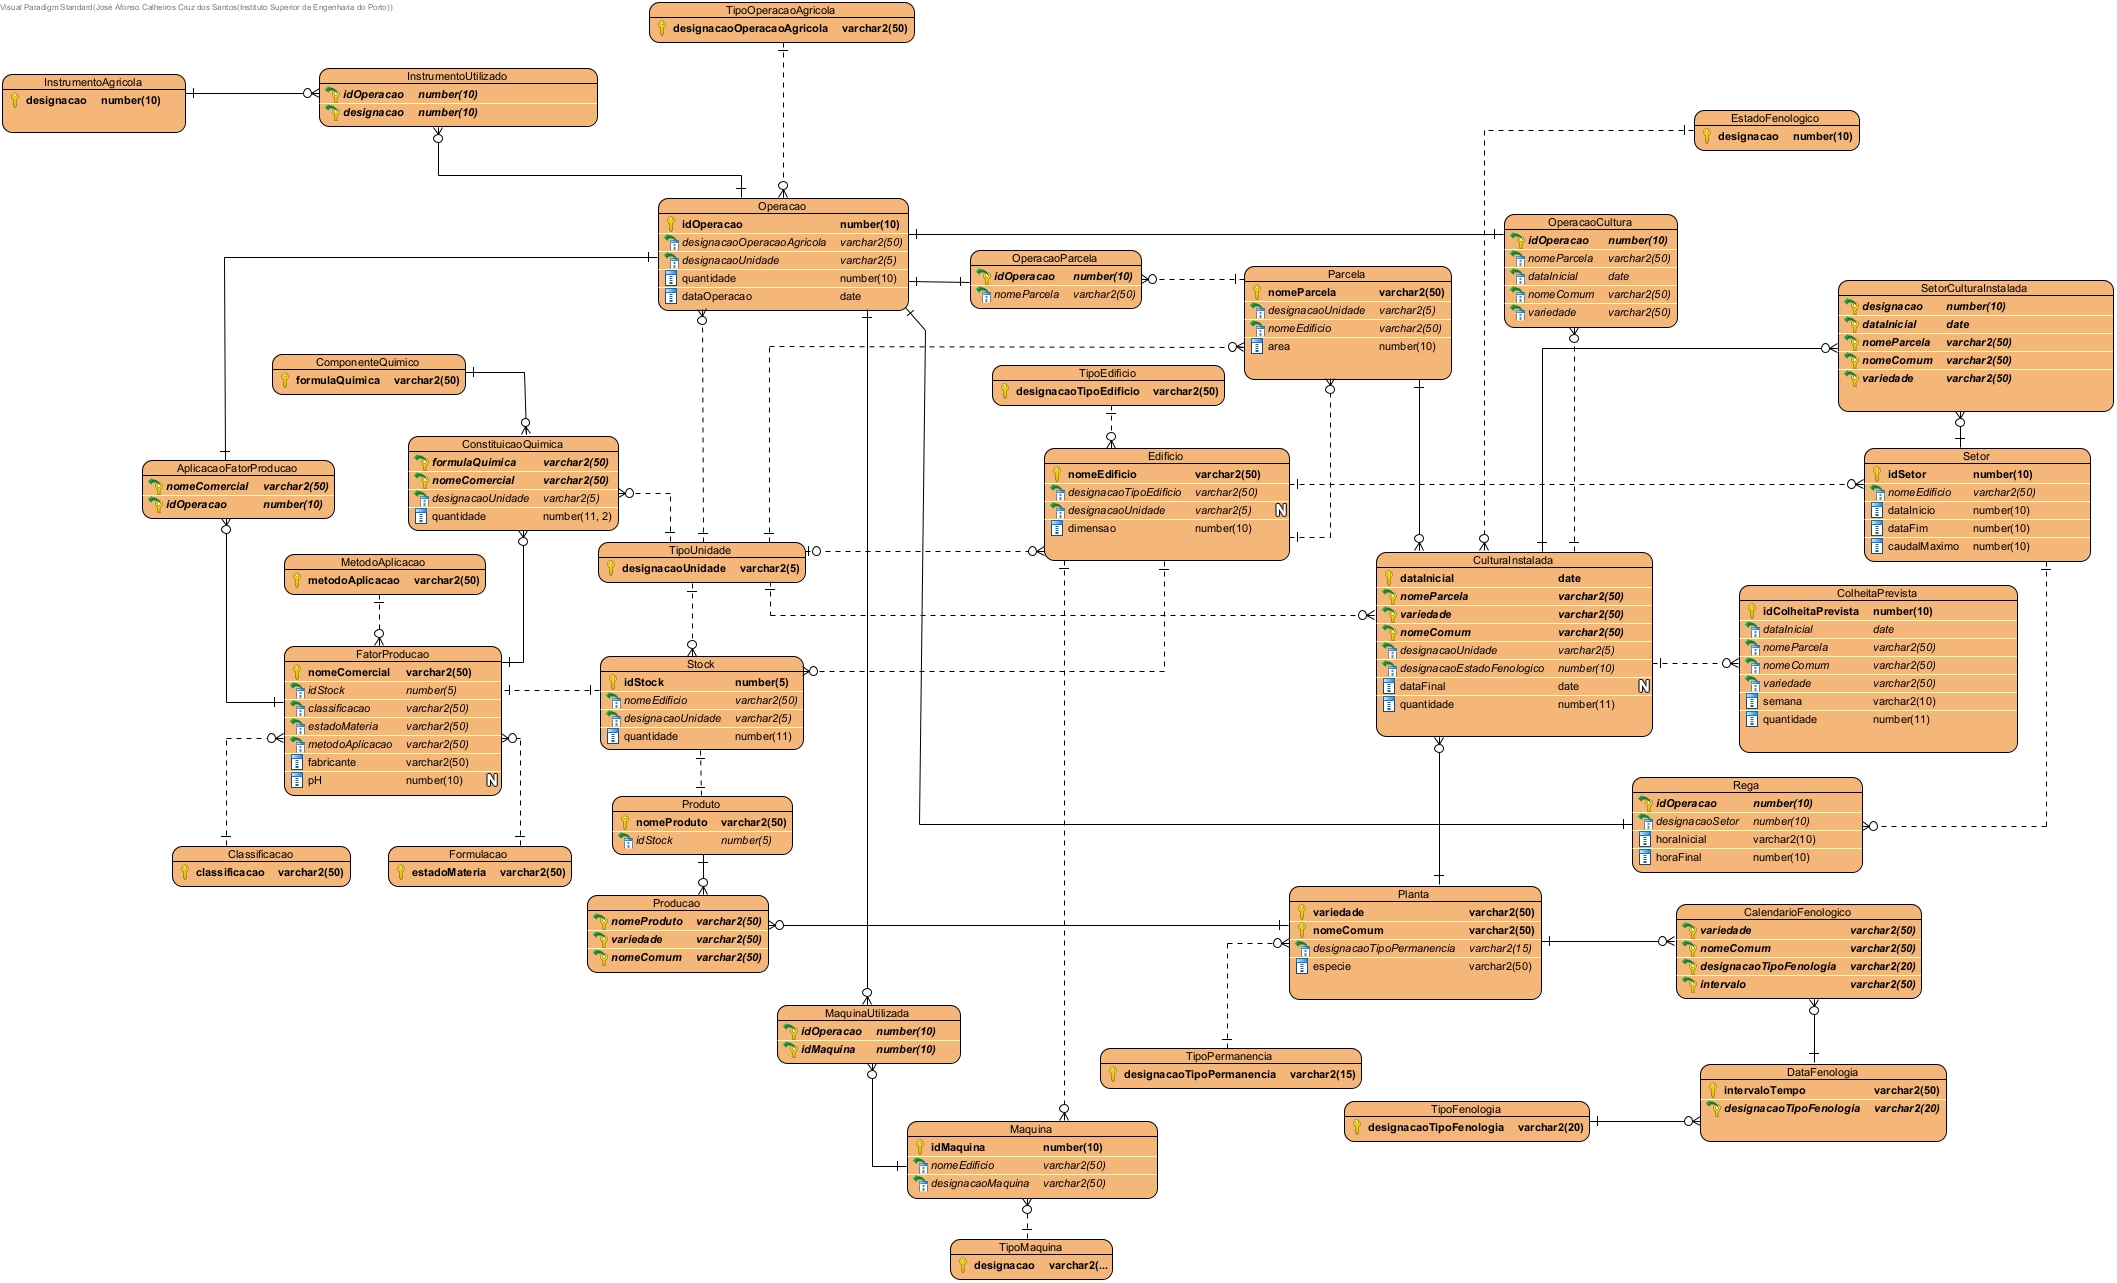 Visual Paradigm Standard(José Afonso Calheiros Cruz dos Santos(Instituto Superior de Engenharia do Porto))
TipoOperacaoAgricola
designacaoOperacaoAgricola varchar2(50)
InstrumentoAgricola
designacao number(10)
InstrumentoUtilizado
idOperacao number(10)
designacao number(10)
EstadoFenologico
designacao number(10)
Operacao
idOperacao number(10)
designacaoOperacaoAgricola varchar2(50)
designacaoUnidade varchar2(5)
quantidade number(10)
dataOperacao date
OperacaoParcela
idOperacao number(10)
nomeParcela varchar2(50)
Parcela
nomeParcela varchar2(50)
designacaoUnidade varchar2(5)
nomeEdificio varchar2(50)
area number(10)
OperacaoCultura
idOperacao number(10)
nomeParcela varchar2(50)
dataInicial date
nomeComum varchar2(50)
variedade varchar2(50)
SetorCulturaInstalada
designacao number(10)
dataInicial date
nomeParcela varchar2(50)
nomeComum varchar2(50)
variedade varchar2(50)
ComponenteQuimico
formulaQuimica varchar2(50)
TipoEdificio
designacaoTipoEdificio varchar2(50)
AplicacaoFatorProducao
nomeComercial varchar2(50)
idOperacao number(10)
ConstituicaoQuimica
formulaQuimica varchar2(50)
nomeComercial varchar2(50)
designacaoUnidade varchar2(5)
quantidade number(11, 2)
Edificio
nomeEdificio varchar2(50)
designacaoTipoEdificio varchar2(50)
designacaoUnidade varchar2(5) N
dimensao number(10)
Setor
idSetor number(10)
nomeEdificio varchar2(50)
dataInicio number(10)
dataFim number(10)
caudalMaximo number(10)
MetodoAplicacao
metodoAplicacao varchar2(50)
TipoUnidade
designacaoUnidade varchar2(5)
CulturaInstalada
dataInicial date
nomeParcela varchar2(50)
variedade varchar2(50)
nomeComum varchar2(50)
designacaoUnidade varchar2(5)
designacaoEstadoFenologico number(10)
dataFinal date N
quantidade number(11)
ColheitaPrevista
idColheitaPrevista number(10)
dataInicial date
nomeParcela varchar2(50)
nomeComum varchar2(50)
variedade varchar2(50)
semana varchar2(10)
quantidade number(11)
FatorProducao
nomeComercial varchar2(50)
idStock number(5)
classificacao varchar2(50)
estadoMateria varchar2(50)
metodoAplicacao varchar2(50)
fabricante varchar2(50)
pH number(10) N
Stock
idStock number(5)
nomeEdificio varchar2(50)
designacaoUnidade varchar2(5)
quantidade number(11)
Produto
nomeProduto varchar2(50)
idStock number(5)
Rega
idOperacao number(10)
designacaoSetor number(10)
horaInicial varchar2(10)
horaFinal number(10)
Classificacao
classificacao varchar2(50)
Formulacao
estadoMateria varchar2(50)
Producao
nomeProduto varchar2(50)
variedade varchar2(50)
nomeComum varchar2(50)
Planta
variedade varchar2(50)
nomeComum varchar2(50)
designacaoTipoPermanencia varchar2(15)
especie varchar2(50)
CalendarioFenologico
variedade varchar2(50)
nomeComum varchar2(50)
designacaoTipoFenologia varchar2(20)
intervalo varchar2(50)
MaquinaUtilizada
idOperacao number(10)
idMaquina number(10)
TipoPermanencia
designacaoTipoPermanencia varchar2(15)
DataFenologia
intervaloTempo varchar2(50)
designacaoTipoFenologia varchar2(20)
TipoFenologia
designacaoTipoFenologia varchar2(20)
Maquina
idMaquina number(10)
nomeEdificio varchar2(50)
designacaoMaquina varchar2(50)
TipoMaquina
designacao varchar2(...